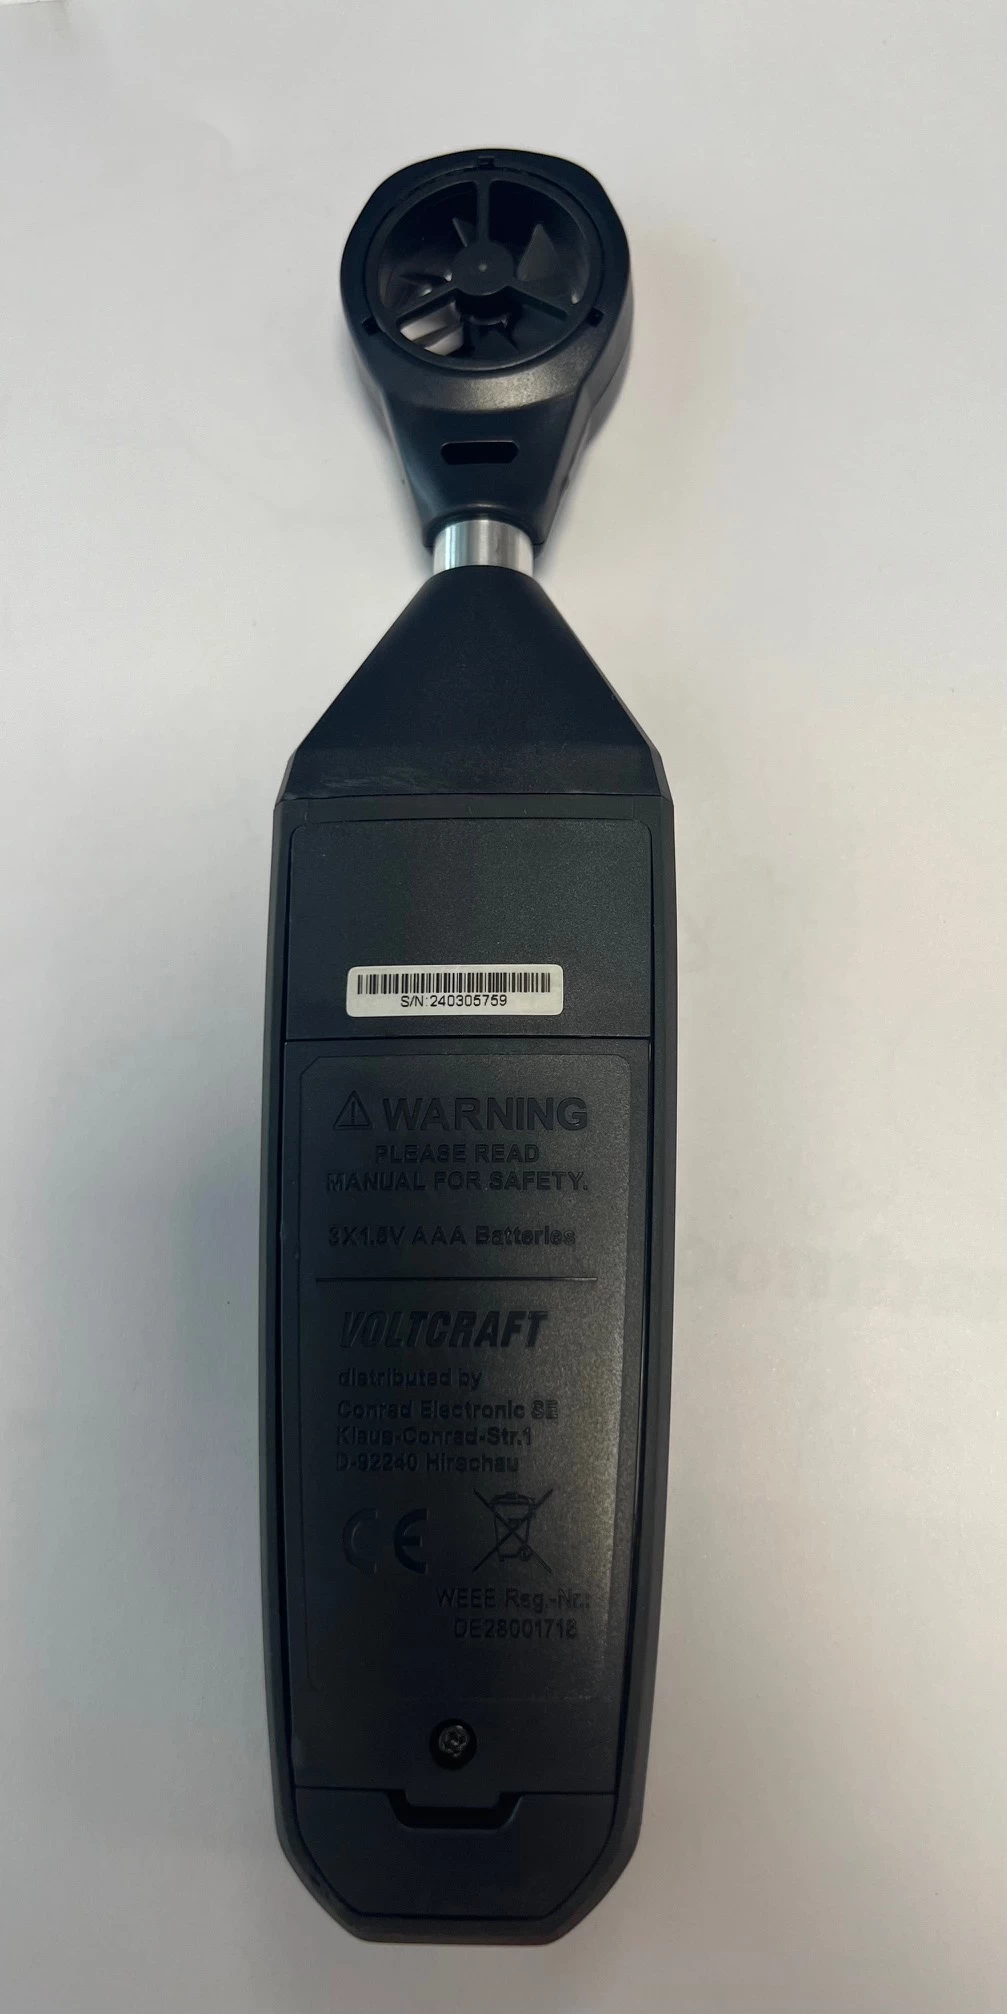 S/N:240305759
WARNING
PLEASE READ
MANUAL FOR SAFETY.
3X1.5V AAA Batteries
VOLTCRAFT
distributed by
Conrad Electronic SE
Klaus-Conrad-Str.1
D-92240 Hirschau
CE
WEEE Reg.-Nr.:
DE28001718